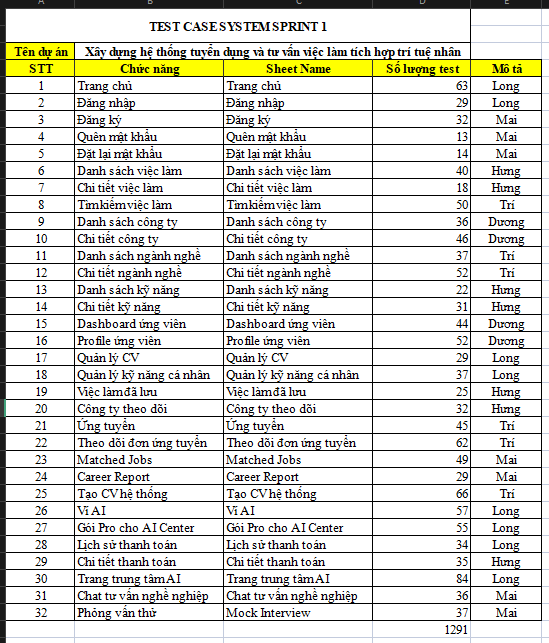 A B C D E
TEST CASE SYSTEM SPRINT 1
Tên dự án Xây dựng hệ thống tuyển dụng và tư vấn việc làm tích hợp trí tuệ nhân
STT Chức năng Sheet Name Số lượng test Mô tả
1 Trang chủ Trang chủ 63 Long
2 Đăng nhập Đăng nhập 29 Long
3 Đăng ký Đăng ký 32 Mai
4 Quên mật khẩu Quên mật khẩu 13 Mai
5 Đặt lại mật khẩu Đặt lại mật khẩu 14 Mai
6 Danh sách việc làm Danh sách việc làm 40 Hưng
7 Chi tiết việc làm Chi tiết việc làm 18 Hưng
8 Tìm kiếm việc làm Tìm kiếm việc làm 50 Trí
9 Danh sách công ty Danh sách công ty 36 Dương
10 Chi tiết công ty Chi tiết công ty 46 Dương
11 Danh sách ngành nghề Danh sách ngành nghề 37 Trí
12 Chi tiết ngành nghề Chi tiết ngành nghề 52 Trí
13 Danh sách kỹ năng Danh sách kỹ năng 22 Hưng
14 Chi tiết kỹ năng Chi tiết kỹ năng 31 Hưng
15 Dashboard ứng viên Dashboard ứng viên 44 Dương
16 Profile ứng viên Profile ứng viên 52 Dương
17 Quản lý CV Quản lý CV 29 Long
18 Quản lý kỹ năng cá nhân Quản lý kỹ năng cá nhân 37 Long
19 Việc làm đã lưu Việc làm đã lưu 25 Hưng
20 Công ty theo dõi Công ty theo dõi 32 Hưng
21 Ứng tuyển Ứng tuyển 45 Trí
22 Theo dõi đơn ứng tuyển Theo dõi đơn ứng tuyển 62 Trí
23 Matched Jobs Matched Jobs 49 Mai
24 Career Report Career Report 29 Mai
25 Tạo CV hệ thống Tạo CV hệ thống 66 Trí
26 Ví AI Ví AI 57 Long
27 Gói Pro cho AI Center Gói Pro cho AI Center 55 Long
28 Lịch sử thanh toán Lịch sử thanh toán 34 Long
29 Chi tiết thanh toán Chi tiết thanh toán 35 Hưng
30 Trang trung tâm AI Trang trung tâm AI 84 Long
31 Chat tư vấn nghề nghiệp Chat tư vấn nghề nghiệp 36 Mai
32 Phỏng vấn thử Mock Interview 37 Mai
1291